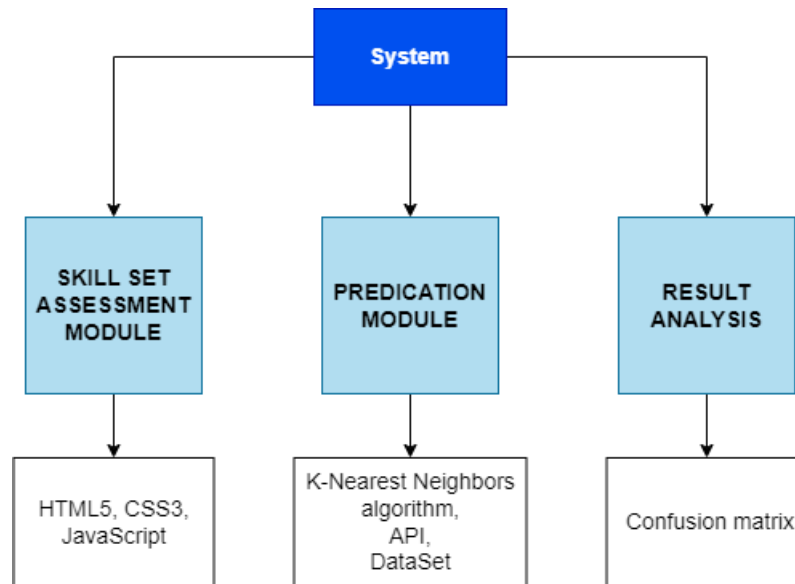 System
SKILL SET
ASSESSMENT
MODULE
PREDICATION
MODULE
RESULT
ANALYSIS
HTML5, CSS3,
JavaScript
K-Nearest Neighbors
algorithm,
API,
DataSet
Confusion matrix